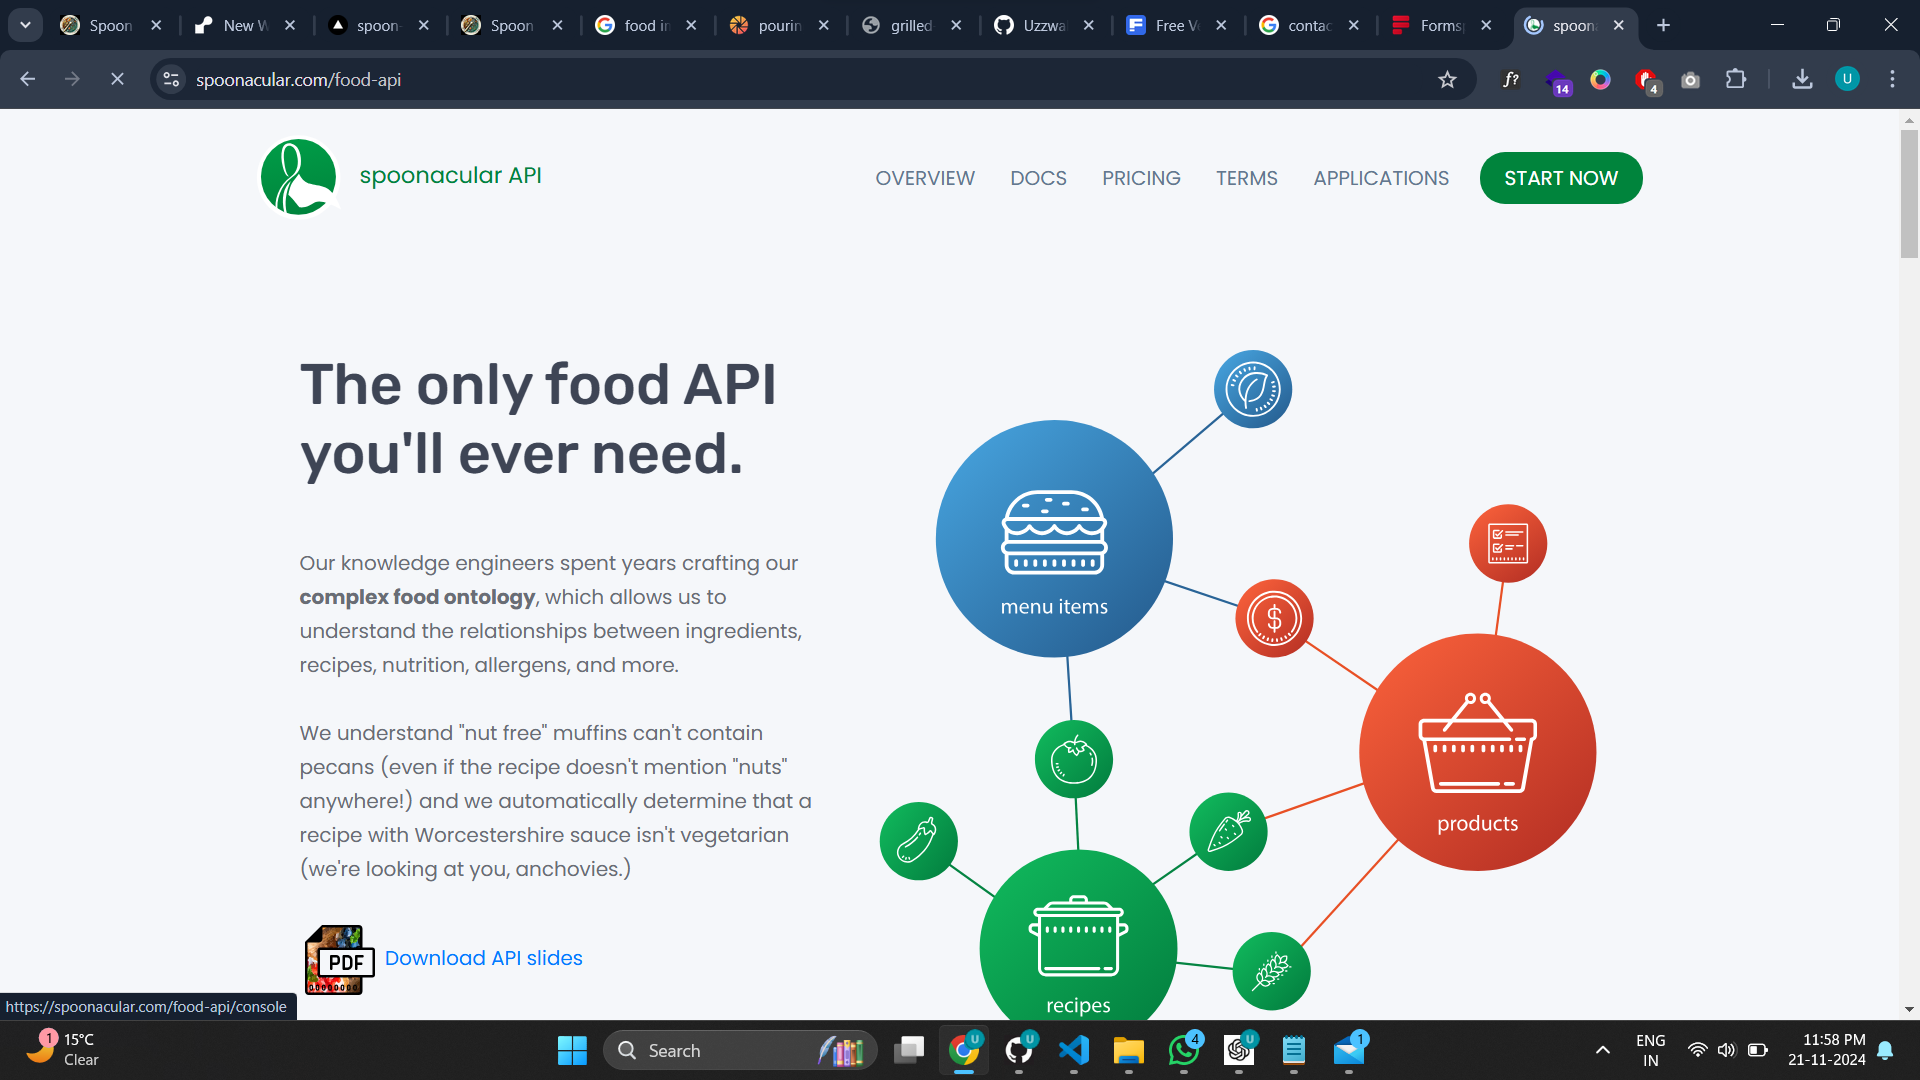 Spoon
New W
spoon-
Spoon
food in
pourin
grilled-
Uzzwa
Free Ve
contac
Formsp
spoona
spoonacular.com/food-api
f?
14
4
U
spoonacular API
OVERVIEW
DOCS
PRICING
TERMS
APPLICATIONS
START NOW
The only food API
you'll ever need.
Our knowledge engineers spent years crafting our
complex food ontology, which allows us to
understand the relationships between ingredients,
recipes, nutrition, allergens, and more.
We understand "nut free" muffins can't contain
pecans (even if the recipe doesn't mention "nuts"
anywhere!) and we automatically determine that a
recipe with Worcestershire sauce isn't vegetarian
(we're looking at you, anchovies.)
PDF
Download API slides
menu items
$
products
recipes
https://spoonacular.com/food-api/console
1
15°C
Clear
Search
U
U
4
U
1
ENG
IN
11:58 PM
21-11-2024